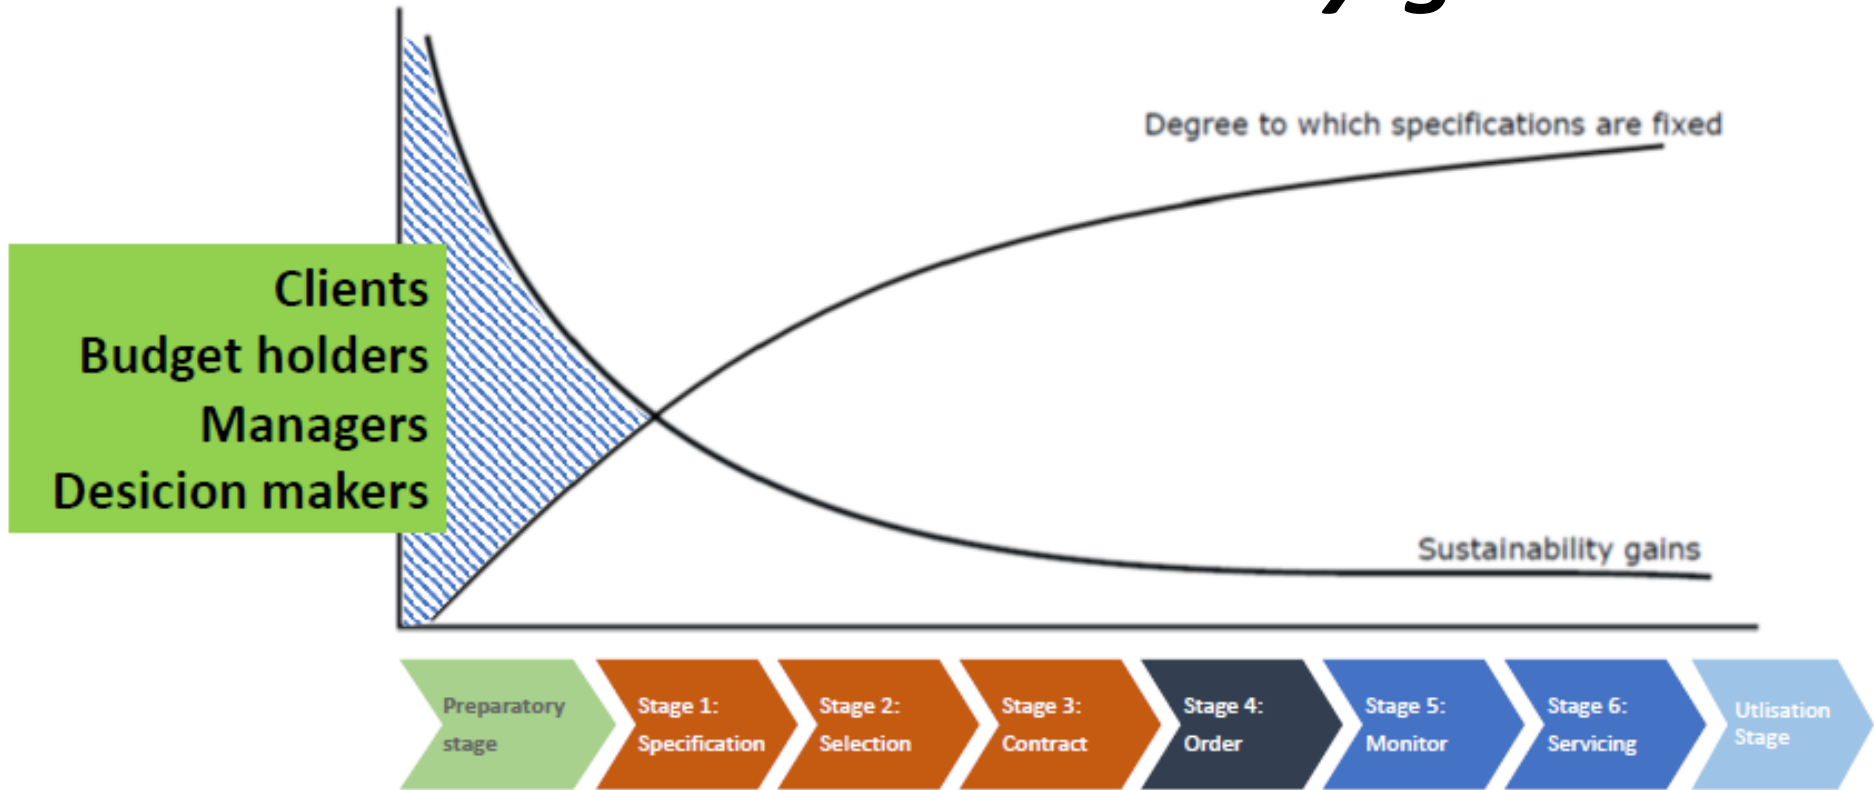 Degree to which specifications are fixed
Clients
Budget holders
Managers
Desicion makers
Sustainability gains
Preparatory
stage
Stage 1:
Specification
Stage 2:
Selection
Stage 3:
Contract
Stage 4:
Order
Stage 5:
Monitor
Stage 6:
Servicing
Utlisation
Stage